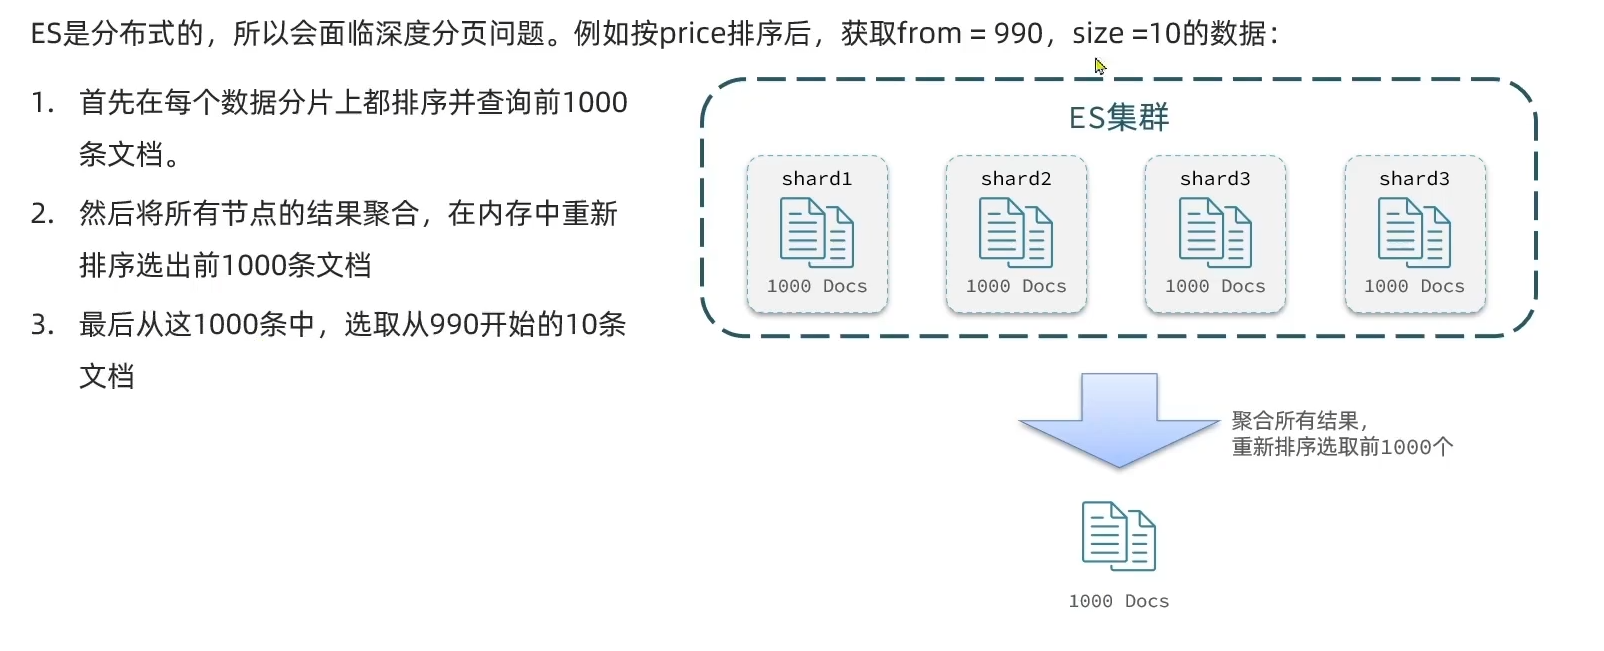 ES是分布式的，所以会面临深度分页问题。例如按price排序后，获取from = 990，size =10的数据：
1. 首先在每个数据分片上都排序并查询前1000
条文档。
2. 然后将所有节点的结果聚合，在内存中重新
排序选出前1000条文档
3. 最后从这1000条中，选取从990开始的10条
文档
ES集群
shard1
1000 Docs
shard2
1000 Docs
shard3
1000 Docs
shard3
1000 Docs
聚合所有结果，
重新排序选取前1000个
1000 Docs